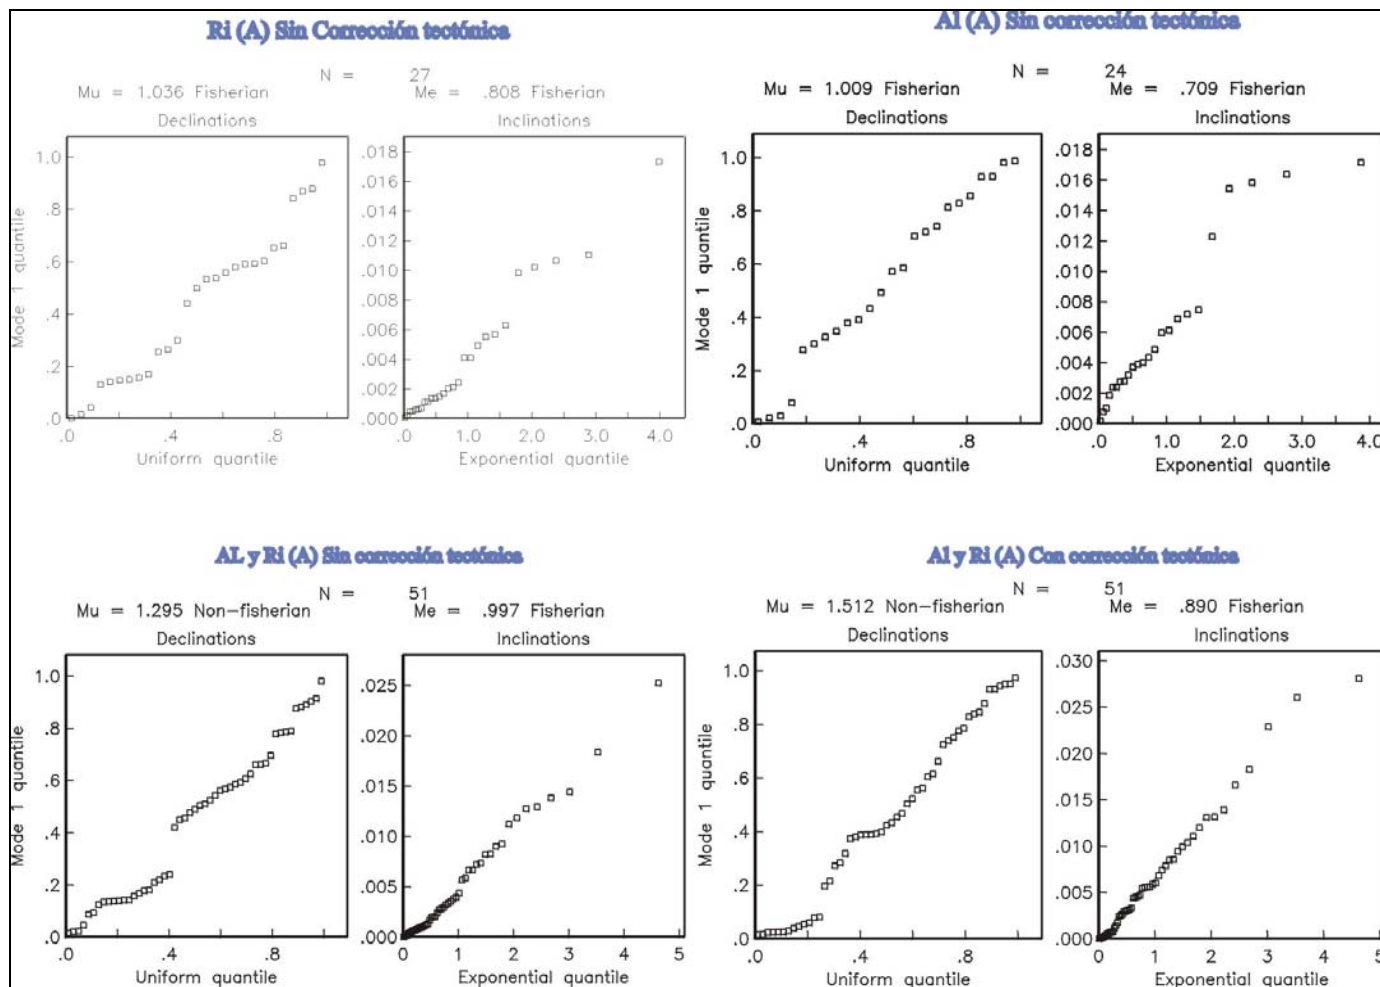 Ri (A) Sin Corrección tectónica
N = 27
Mu = 1.036 Fisherian Me = .808 Fisherian
Declinations Inclinations
1.0
.8
.6
.4
.2
.0
Mode 1 quantile
.0 .4 .8
Uniform quantile
.018
.016
.014
.012
.010
.008
.006
.004
.002
.000
0 1.0 2.0 3.0 4.0
Exponential quantile
Al (A) Sin corrección tectónica
N = 24
Mu = 1.009 Fisherian Me = .709 Fisherian
Declinations Inclinations
1.0
.8
.6
.4
.2
.0
Mode 1 quantile
.0 .4 .8
Uniform quantile
.018
.016
.014
.012
.010
.008
.006
.004
.002
.000
.0 1.0 2.0 3.0 4.0
Exponential quantile
AL y Ri (A) Sin corrección tectónica
N = 51
Mu = 1.295 Non-fisherian Me = .997 Fisherian
Declinations Inclinations
1.0
.8
.6
.4
.2
.0
Mode 1 quantile
.0 .4 .8
Uniform quantile
.025
.020
.015
.010
.005
.000
0 1 2 3 4 5
Exponential quantile
Al y Ri (A) Con corrección tectónica
N = 51
Mu = 1.512 Non-fisherian Me = .890 Fisherian
Declinations Inclinations
1.0
.8
.6
.4
.2
.0
Mode 1 quantile
.0 .4 .8
Uniform quantile
.030
.025
.020
.015
.010
.005
.000
0 1 2 3 4 5
Exponential quantile